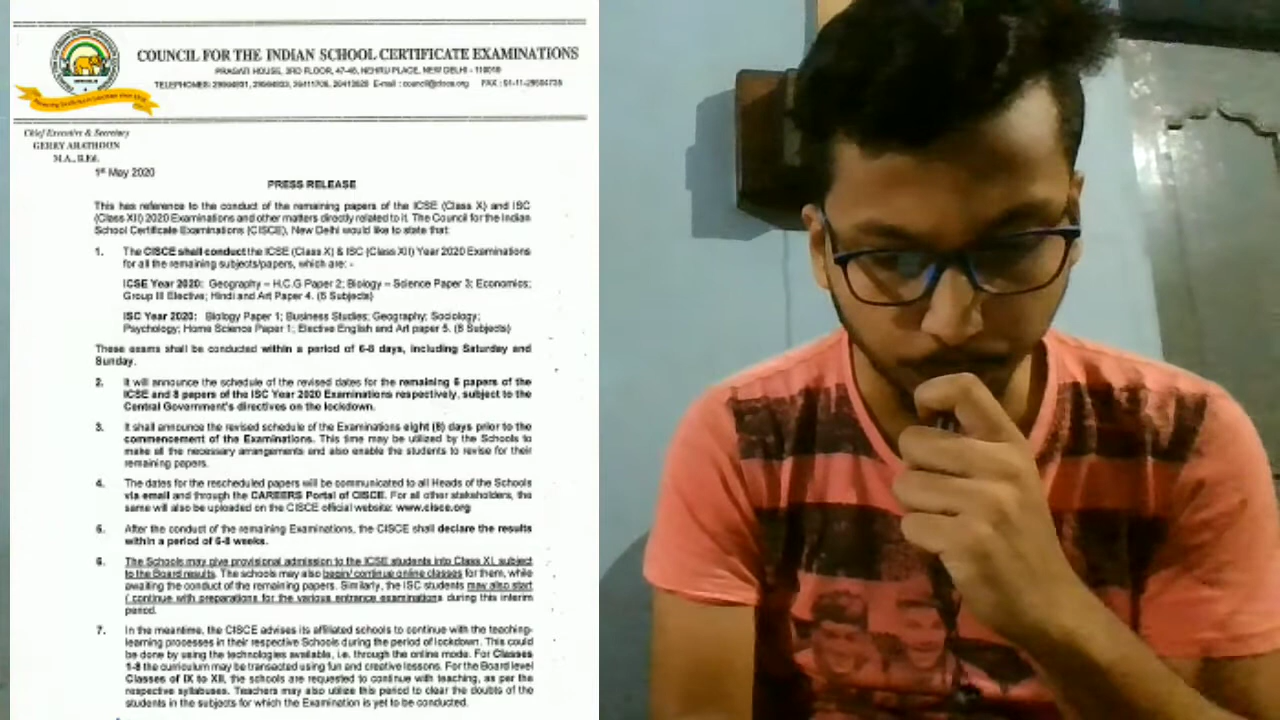 COUNCIL FOR THE INDIAN SCHOOL CERTIFICATE EXAMINATIONS
PRAGATI HOUSE, 3RD FLOOR, 47-48, NEHRU PLACE, NEW DELHI - 110019
TELEPHONES: E-mail : council@cisce.org FAX :
Chief Executive & Secretary
GERRY ARATHOON
M.A., B.Ed.
1st May 2020
PRESS RELEASE
This has reference to the conduct of the remaining papers of the ICSE (Class X) and ISC
(Class XII) 2020 Examinations and other matters directly related to it. The Council for the Indian
School Certificate Examinations (CISCE), New Delhi would like to state that:
1. The CISCE shall conduct the ICSE (Class X) & ISC (Class XII) Year 2020 Examinations
for all the remaining subjects/papers, which are: -
ICSE Year 2020: Geography – H.C.G Paper 2; Biology – Science Paper 3; Economics;
Group III Elective; Hindi and Art Paper 4. (6 Subjects)
ISC Year 2020: Biology Paper 1; Business Studies; Geography; Sociology;
Psychology; Home Science Paper 1; Elective English and Art paper 5. (8 Subjects)
These exams shall be conducted within a period of 6-8 days, including Saturday and
Sunday.
2. It will announce the schedule of the revised dates for the remaining 6 papers of the
ICSE and 8 papers of the ISC Year 2020 Examinations respectively, subject to the
Central Government's directives on the lockdown.
3. It shall announce the revised schedule of the Examinations eight (8) days prior to the
commencement of the Examinations. This time may be utilized by the Schools to
make all the necessary arrangements and also enable the students to revise for their
remaining papers.
4. The dates for the rescheduled papers will be communicated to all Heads of the Schools
via email and through the CAREERS Portal of CISCE. For all other stakeholders, the
same will also be uploaded on the CISCE official website: www.cisce.org
5. After the conduct of the remaining Examinations, the CISCE shall declare the results
within a period of 6-8 weeks.
6. The Schools may give provisional admission to the ICSE students into Class XI, subject
to the Board results. The schools may also begin/ continue online classes for them, while
awaiting the conduct of the remaining papers. Similarly, the ISC students may also start
/ continue with preparations for the various entrance examinations during this interim
period.
7. In the meantime, the CISCE advises its affiliated schools to continue with the teaching-
learning processes in their respective Schools during the period of lockdown. This could
be done by using the technologies available, i.e. through the online mode. For Classes
1-8 the curriculum may be transacted using fun and creative lessons. For the Board level
Classes of IX to XII, the schools are requested to continue with teaching, as per the
respective syllabuses. Teachers may also utilize this period to clear the doubts of the
students in the subjects for which the Examination is yet to be conducted.